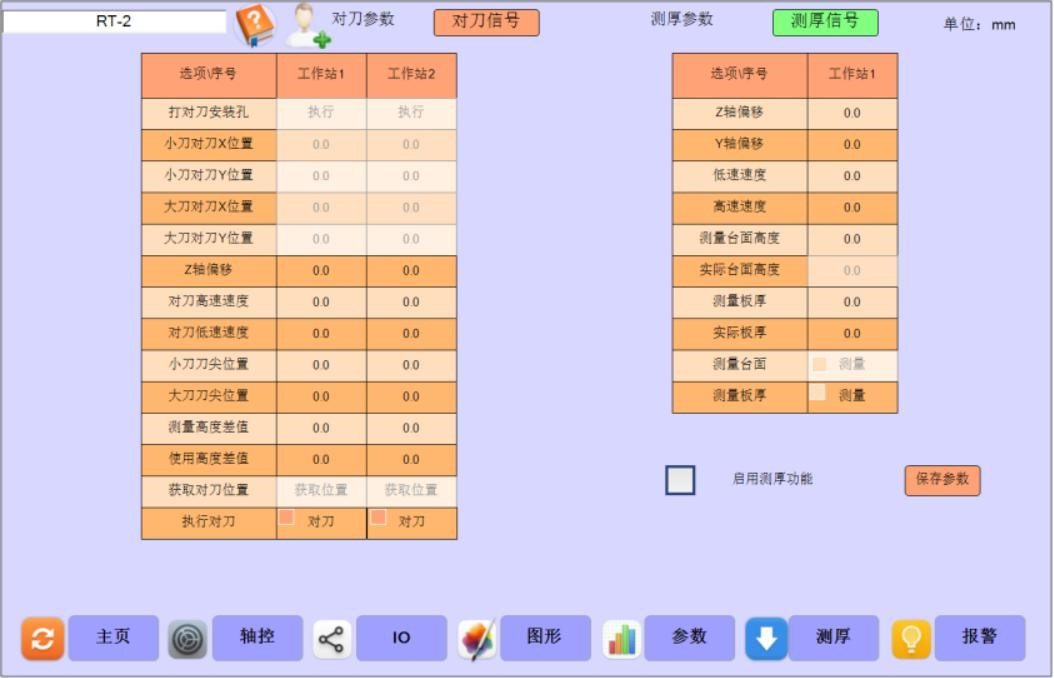 RT-2 对刀参数 对刀信号 测厚参数 测厚信号 单位：mm
选项\序号 工作站1 工作站2
打对刀安装孔 执行 执行
小刀对刀X位置 0.0 0.0
小刀对刀Y位置 0.0 0.0
大刀对刀X位置 0.0 0.0
大刀对刀Y位置 0.0 0.0
Z轴偏移 0.0 0.0
对刀高速速度 0.0 0.0
对刀低速速度 0.0 0.0
小刀刀尖位置 0.0 0.0
大刀刀尖位置 0.0 0.0
测量高度差值 0.0 0.0
使用高度差值 0.0 0.0
获取对刀位置 获取位置 获取位置
执行对刀 对刀 对刀
选项\序号 工作站1
Z轴偏移 0.0
Y轴偏移 0.0
低速速度 0.0
高速速度 0.0
测量台面高度 0.0
实际台面高度 0.0
测量板厚 0.0
实际板厚 0.0
测量台面 测量
测量板厚 测量
启用测厚功能 保存参数
主页 轴控 IO 图形 参数 测厚 报警